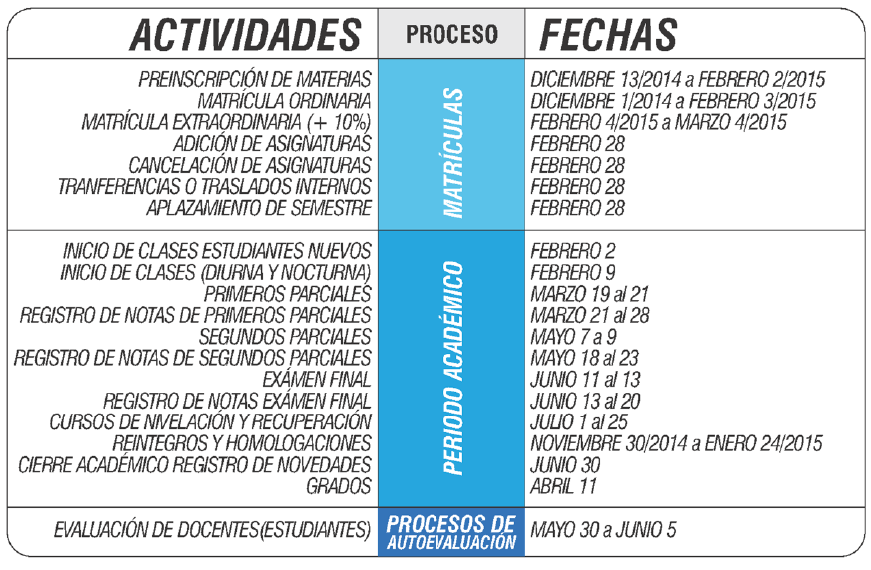 ACTIVIDADES PROCESO FECHAS
PREINSCRIPCIÓN DE MATERIAS DICIEMBRE 13/2014 a FEBRERO 2/2015
MATRÍCULA ORDINARIA DICIEMBRE 1/2014 a FEBRERO 3/2015
MATRÍCULA EXTRAORDINARIA (+ 10%) FEBRERO 4/2015 a MARZO 4/2015
ADICIÓN DE ASIGNATURAS FEBRERO 28
CANCELACIÓN DE ASIGNATURAS FEBRERO 28
TRANFERENCIAS O TRASLADOS INTERNOS FEBRERO 28
APLAZAMIENTO DE SEMESTRE FEBRERO 28
MATRÍCULAS
INICIO DE CLASES ESTUDIANTES NUEVOS FEBRERO 2
INICIO DE CLASES (DIURNA Y NOCTURNA) FEBRERO 9
PRIMEROS PARCIALES MARZO 19 al 21
REGISTRO DE NOTAS DE PRIMEROS PARCIALES MARZO 21 al 28
SEGUNDOS PARCIALES MAYO 7 a 9
REGISTRO DE NOTAS DE SEGUNDOS PARCIALES MAYO 18 al 23
EXÁMEN FINAL JUNIO 11 al 13
REGISTRO DE NOTAS EXÁMEN FINAL JUNIO 13 al 20
CURSOS DE NIVELACIÓN Y RECUPERACIÓN JULIO 1 al 25
REINTEGROS Y HOMOLOGACIONES NOVIEMBRE 30/2014 a ENERO 24/2015
CIERRE ACADÉMICO REGISTRO DE NOVEDADES JUNIO 30
GRADOS ABRIL 11
PERIODO ACADÉMICO
EVALUACIÓN DE DOCENTES(ESTUDIANTES) PROCESOS DE AUTOEVALUACIÓN MAYO 30 a JUNIO 5